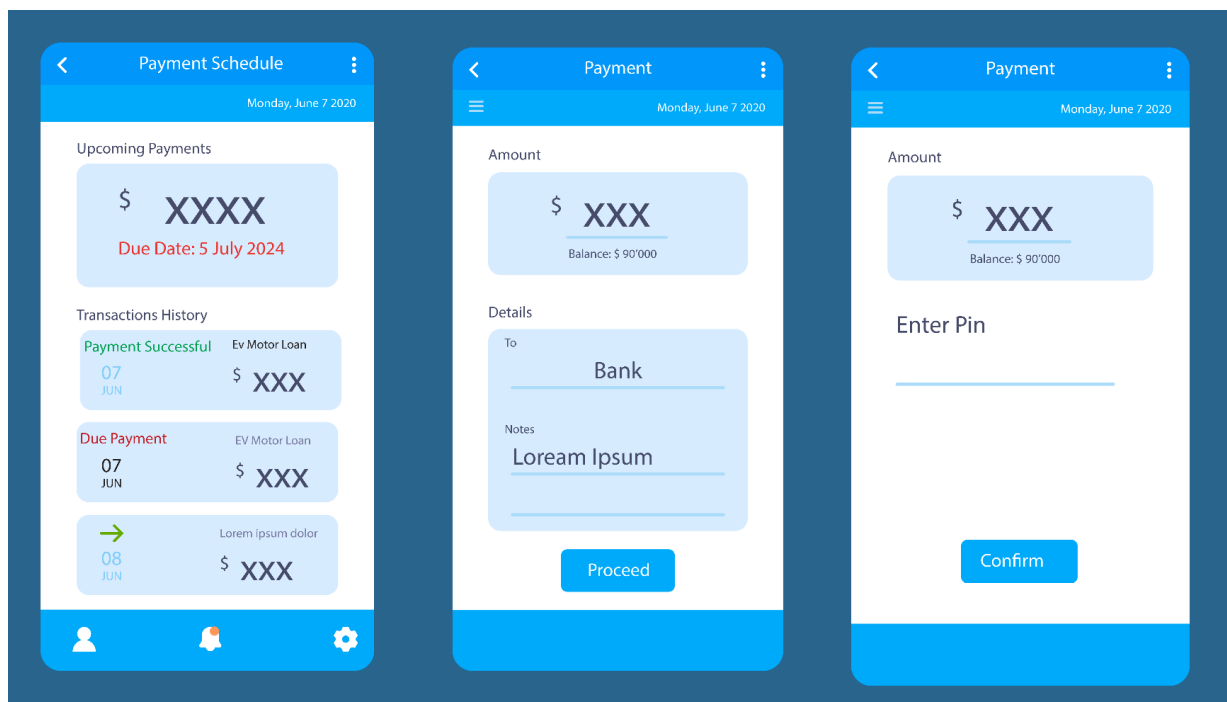 Payment Schedule
Monday, June 7 2020
Upcoming Payments
$ XXXX
Due Date: 5 July 2024
Transactions History
Payment Successful Ev Motor Loan
07 $ XXX
JUN
Due Payment EV Motor Loan
07 $ XXX
JUN
Lorem ipsum dolor
08 $ XXX
JUN
Payment
Monday, June 7 2020
Amount
$ XXX
Balance: $ 90'000
Details
To
Bank
Notes
Loream Ipsum
Proceed
Payment
Monday, June 7 2020
Amount
$ XXX
Balance: $ 90'000
Enter Pin
Confirm